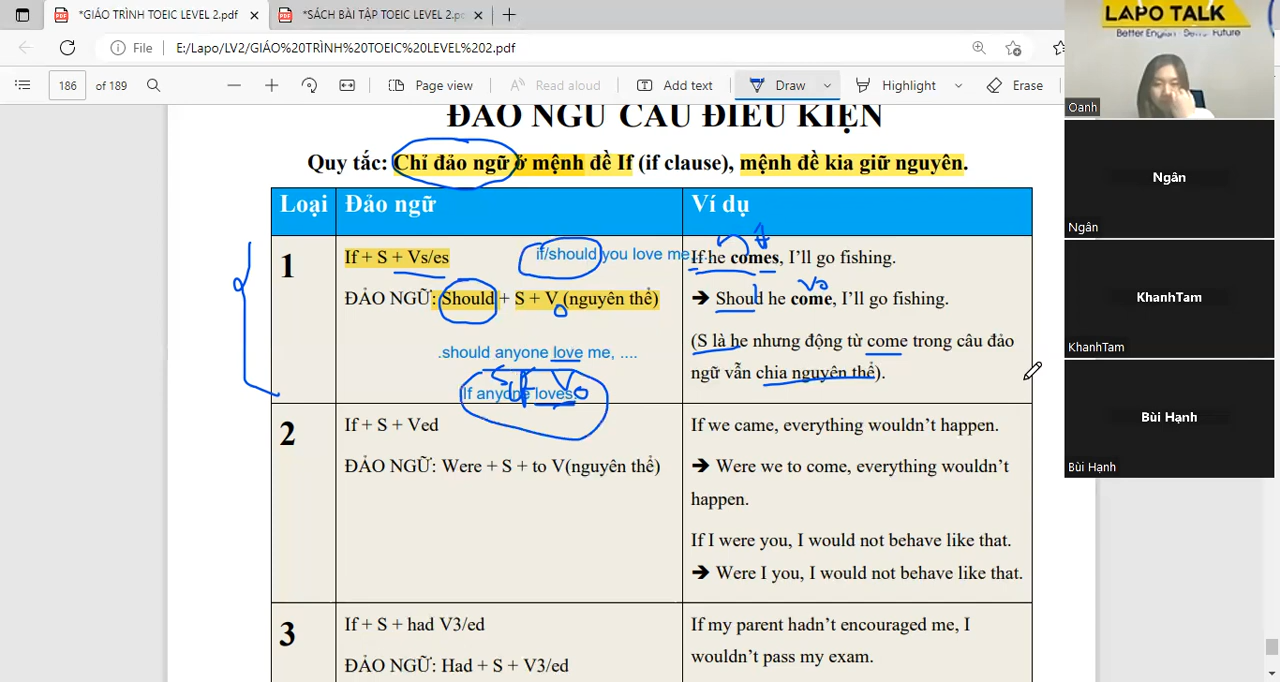 *GIÁO TRÌNH TOEIC LEVEL 2.pdf
*SÁCH BÀI TẬP TOEIC LEVEL 2.p
File
E:/Lapo/LV2/GIÁO%20TRÌNH%20TOEIC%20LEVEL%202.pdf
186 of 189
Page view
Read aloud
Add text
Draw
Highlight
Erase
LAPO TALK
Oanh
Ngân
Ngân
KhanhTam
KhanhTam
Bùi Hạnh
Bùi Hạnh
ĐẢO NGỮ CÂU ĐIỀU KIỆN
Quy tắc: Chỉ đảo ngữ ở mệnh đề If (if clause), mệnh đề kia giữ nguyên.
Loại Đảo ngữ Ví dụ
1
If + S + Vs/es
if/should you love me
ĐẢO NGỮ: Should + S + V (nguyên thể)
.should anyone love me, ....
If anyone loves
If he comes, I’ll go fishing.
➔ Shoud he come, I’ll go fishing.
(S là he nhưng động từ come trong câu đảo
ngữ vẫn chia nguyên thể).
2
If + S + Ved
ĐẢO NGỮ: Were + S + to V(nguyên thể)
If we came, everything wouldn’t happen.
➔ Were we to come, everything wouldn’t
happen.
If I were you, I would not behave like that.
➔ Were I you, I would not behave like that.
3
If + S + had V3/ed
ĐẢO NGỮ: Had + S + V3/ed
If my parent hadn’t encouraged me, I
wouldn’t pass my exam.